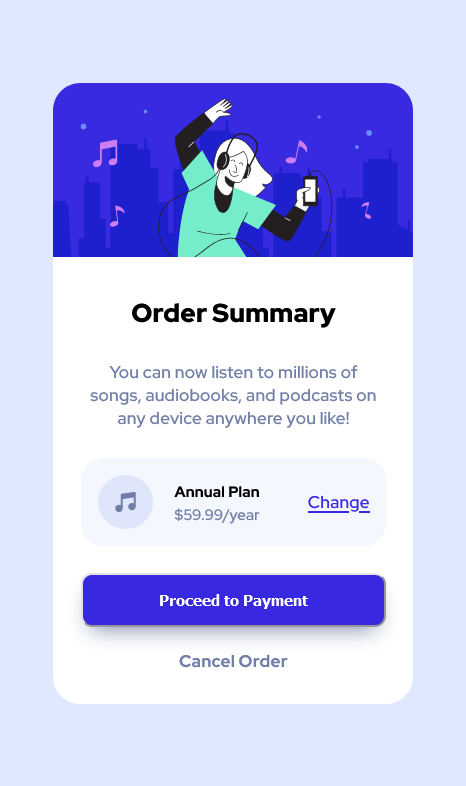 Order Summary
You can now listen to millions of
songs, audiobooks, and podcasts on
any device anywhere you like!
Annual Plan
$59.99/year
Change
Proceed to Payment
Cancel Order